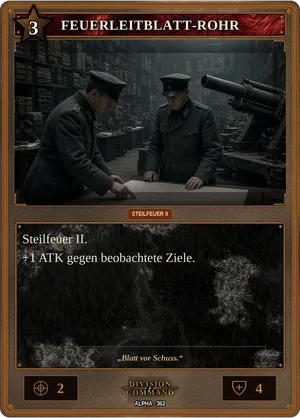 3
FEUERLEITBLATT-ROHR
STEILFEUER II
Steilfeuer II.
+1 ATK gegen beobachtete Ziele.
„Blatt vor Schuss.“
2
DIVISION
COMMAND
ALPHA · 362
4